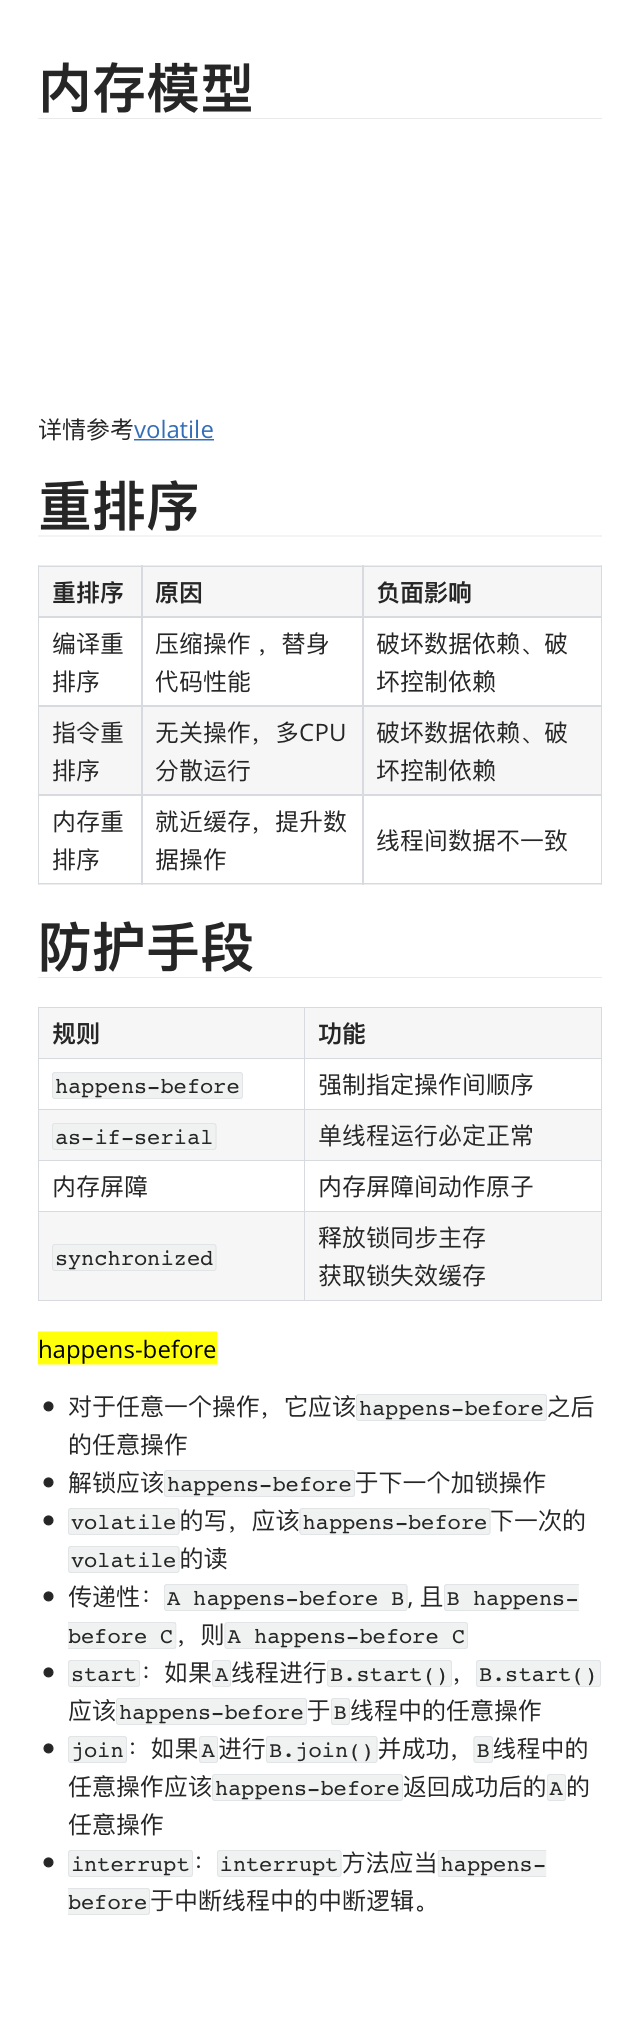 内存模型
详情参考volatile
重排序
重排序 原因 负面影响
编译重 压缩操作 ，替身 破坏数据依赖、破
排序 代码性能 坏控制依赖
指令重 无关操作，多CPU 破坏数据依赖、破
排序 分散运行 坏控制依赖
内存重 就近缓存，提升数 线程间数据不一致
排序 据操作
防护手段
规则 功能
happens-before 强制指定操作间顺序
as-if-serial 单线程运行必定正常
内存屏障 内存屏障间动作原子
synchronized 释放锁同步主存
获取锁失效缓存
happens-before
• 对于任意一个操作，它应该happens-before之后
的任意操作
• 解锁应该happens-before于下一个加锁操作
• volatile的写，应该happens-before下一次的
volatile的读
• 传递性：A happens-before B, 且B happens-
before C，则A happens-before C
• start：如果A线程进行B.start()，B.start()
应该happens-before于B线程中的任意操作
• join：如果A进行B.join()并成功，B线程中的
任意操作应该happens-before返回成功后的A的
任意操作
• interrupt：interrupt方法应当happens-
before于中断线程中的中断逻辑。